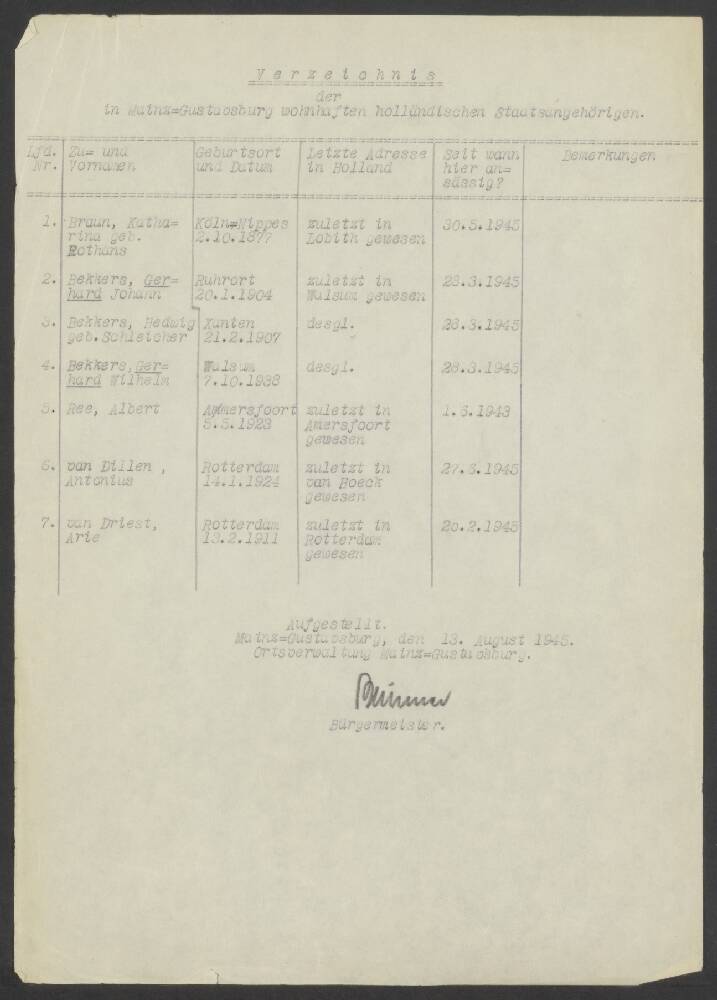 Verzeichnis
der
in Mainz=Gustavsburg wohnhaften holländischen Staatsangehörigen.
Lfd. Zu= und Geburtsort Letzte Adresse Seit wann Bemerkungen
Nr. Vornamen und Datum in Holland hier an=
sässig?
1. Braun, Katha= Köln=Nippes zuletzt in 30.5.1945
rina geb. 2.10.1877 Lobith gewesen
Rothans
2. Bekkers, Ger= Ruhrort zuletzt in 28.3.1945
hard Johann 20.1.1904 Walsum gewesen
3. Bekkers, Hedwig Xanten desgl. 28.3.1945
geb. Schleicher 21.2.1907
4. Bekkers, Ger= Walsum desgl. 28.3.1945
hard Wilhelm 7.10.1938
5. Ree, Albert Ammersfoort zuletzt in 1.6.1943
5.5.1923 Amersfoort
gewesen
6. van Dillen, Rotterdam zuletzt in 27.3.1945
Antonius 14.1.1924 van Hoeck
gewesen
7. van Driest, Rotterdam zuletzt in 20.2.1945
Arie 13.2.1911 Rotterdam
gewesen
Aufgestellt.
Mainz=Gustavsburg, den 13. August 1945.
Ortsverwaltung Mainz=Gustavsburg.
Bürgermeister.